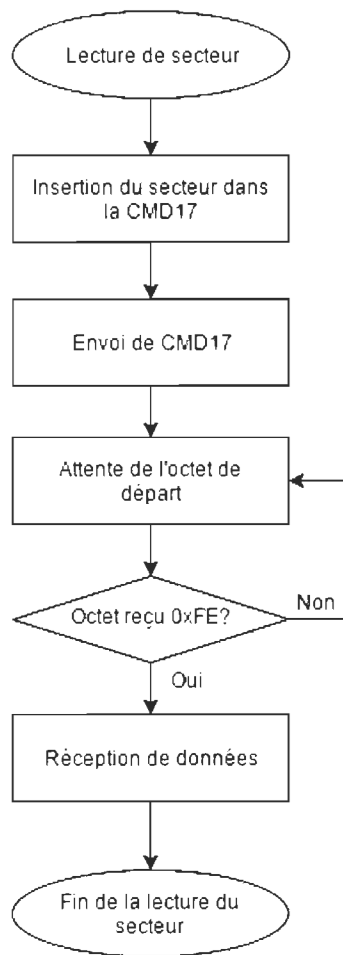 Lecture de secteur
Insertion du secteur dans
la CMD17
Envoi de CMD17
Attente de l'octet de
départ
Octet reçu 0xFE?
Non
Oui
Réception de données
Fin de la lecture du
secteur